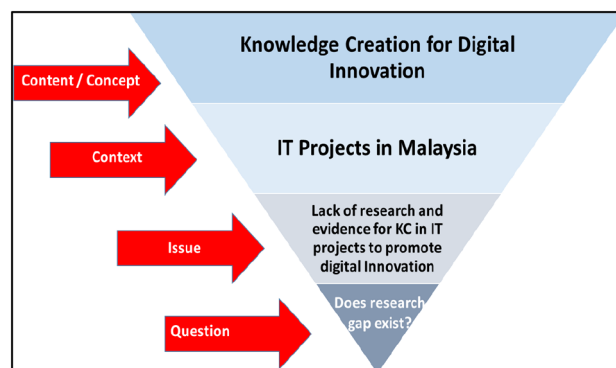 Knowledge Creation for Digital
Innovation
Content / Concept
IT Projects in Malaysia
Context
Lack of research and
evidence for KC in IT
projects to promote
digital Innovation
Issue
Does research
gap exist?
Question